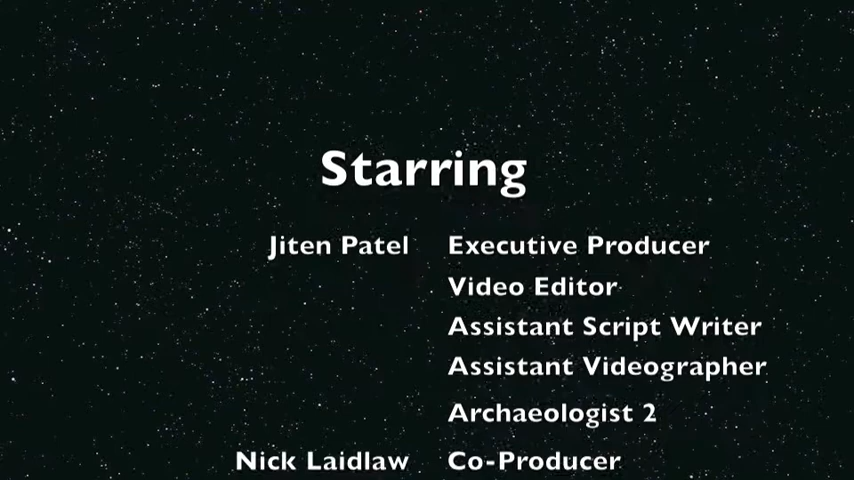 Starring
Jiten Patel Executive Producer
Video Editor
Assistant Script Writer
Assistant Videographer
Archaeologist 2
Nick Laidlaw Co-Producer